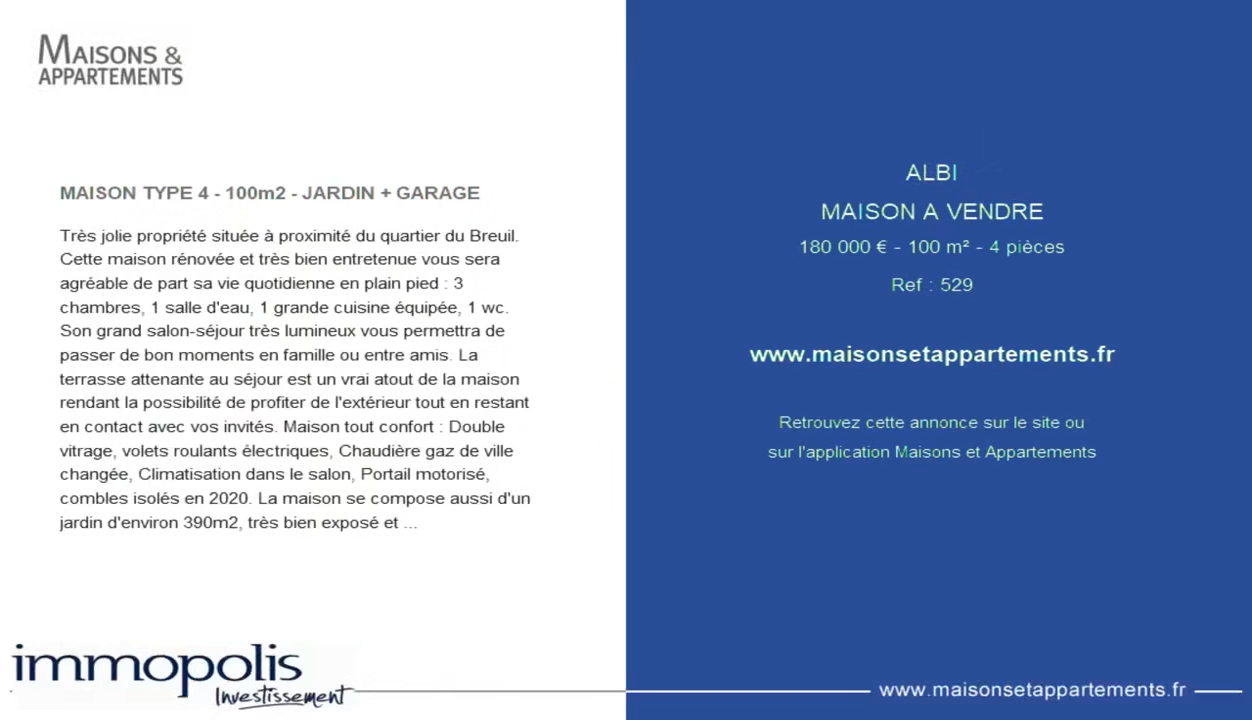 MAISONS &
APPARTEMENTS
MAISON TYPE 4 - 100m2 - JARDIN + GARAGE
Très jolie propriété située à proximité du quartier du Breuil.
Cette maison rénovée et très bien entretenue vous sera
agréable de part sa vie quotidienne en plain pied : 3
chambres, 1 salle d'eau, 1 grande cuisine équipée, 1 wc.
Son grand salon-séjour très lumineux vous permettra de
passer de bon moments en famille ou entre amis. La
terrasse attenante au séjour est un vrai atout de la maison
rendant la possibilité de profiter de l'extérieur tout en restant
en contact avec vos invités. Maison tout confort : Double
vitrage, volets roulants électriques, Chaudière gaz de ville
changée, Climatisation dans le salon, Portail motorisé,
combles isolés en 2020. La maison se compose aussi d'un
jardin d'environ 390m2, très bien exposé et ...
immopolis
Investissement
ALBI
MAISON A VENDRE
180 000 € - 100 m² - 4 pièces
Ref : 529
www.maisonsetappartements.fr
Retrouvez cette annonce sur le site ou
sur l'application Maisons et Appartements
www.maisonsetappartements.fr